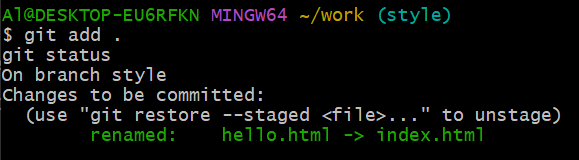 Al@DESKTOP-EU6RFKN MINGW64 ~/work (style)
$ git add .
git status
On branch style
Changes to be committed:
  (use "git restore --staged <file>..." to unstage)
        renamed:    hello.html -> index.html